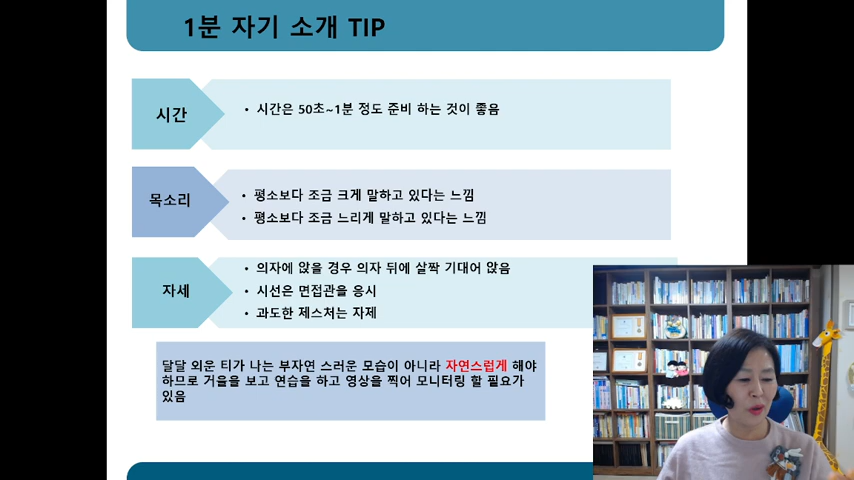 1분 자기 소개 TIP
시간
• 시간은 50초~1분 정도 준비 하는 것이 좋음
목소리
• 평소보다 조금 크게 말하고 있다는 느낌
• 평소보다 조금 느리게 말하고 있다는 느낌
자세
• 의자에 앉을 경우 의자 뒤에 살짝 기대어 앉음
• 시선은 면접관을 응시
• 과도한 제스처는 자제
달달 외운 티가 나는 부자연 스러운 모습이 아니라 자연스럽게 해야
하므로 거울을 보고 연습을 하고 영상을 찍어 모니터링 할 필요가
있음